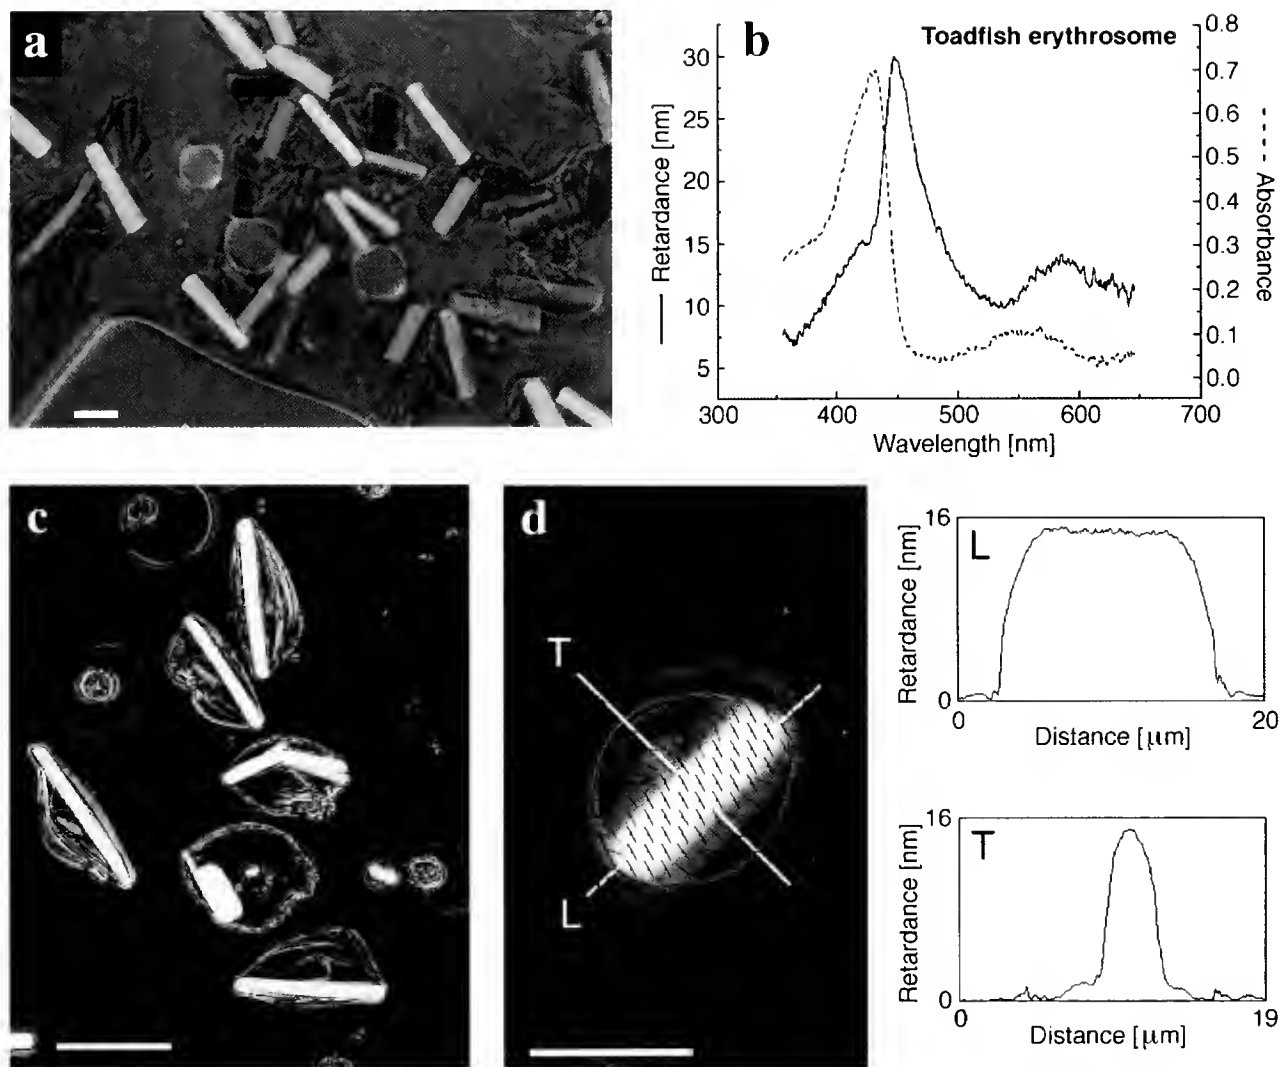 a
b
Toadfish erythrosome
Retardance [nm]
30
25
20
15
10
5
300
400
500
600
700
Wavelength [nm]
0.8
0.7
0.6
0.5
0.4
0.3
0.2
0.1
0.0
Absorbance
c
d
T
L
L
Retardance [nm]
16
0
0
20
Distance [μm]
T
Retardance [nm]
16
0
0
19
Distance [μm]